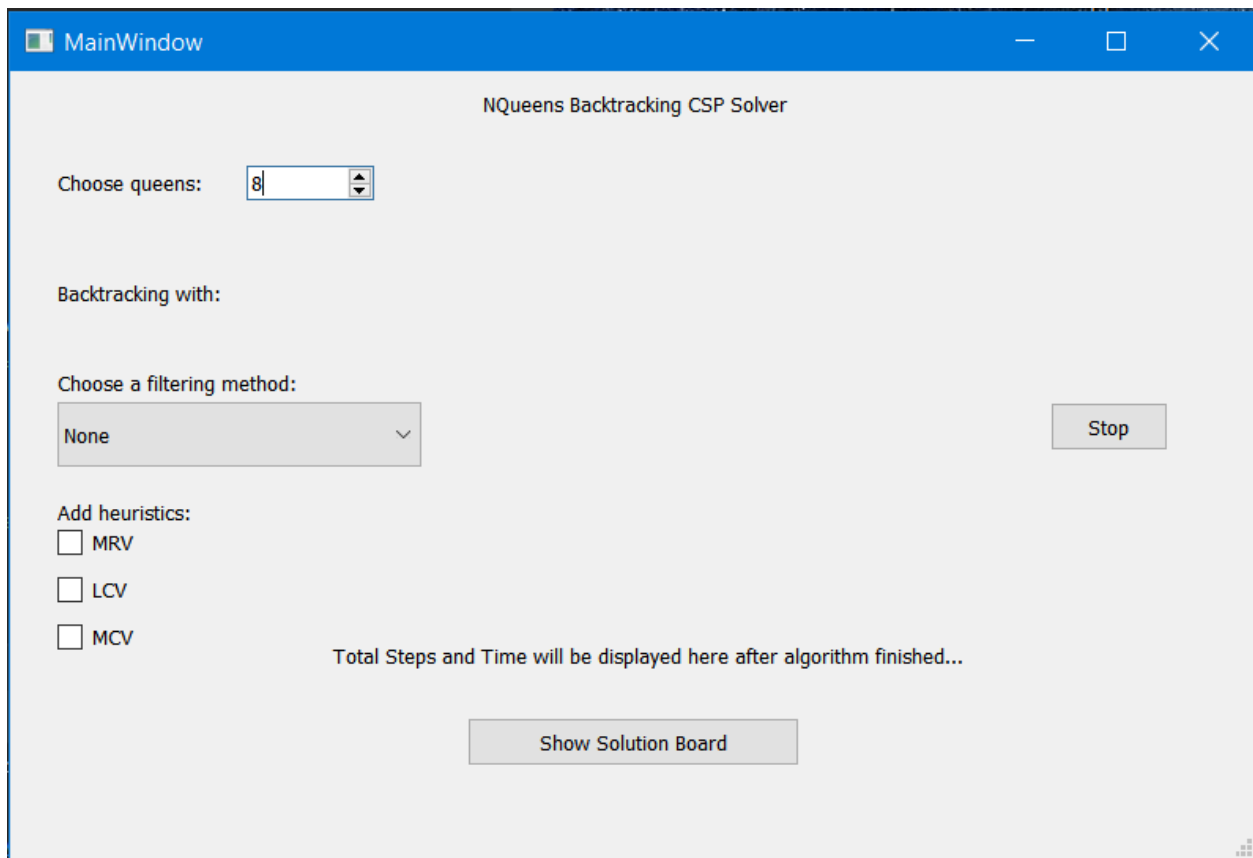 MainWindow
NQueens Backtracking CSP Solver
Choose queens: 8
Backtracking with:
Choose a filtering method:
None
Stop
Add heuristics:
MRV
LCV
MCV
Total Steps and Time will be displayed here after algorithm finished...
Show Solution Board